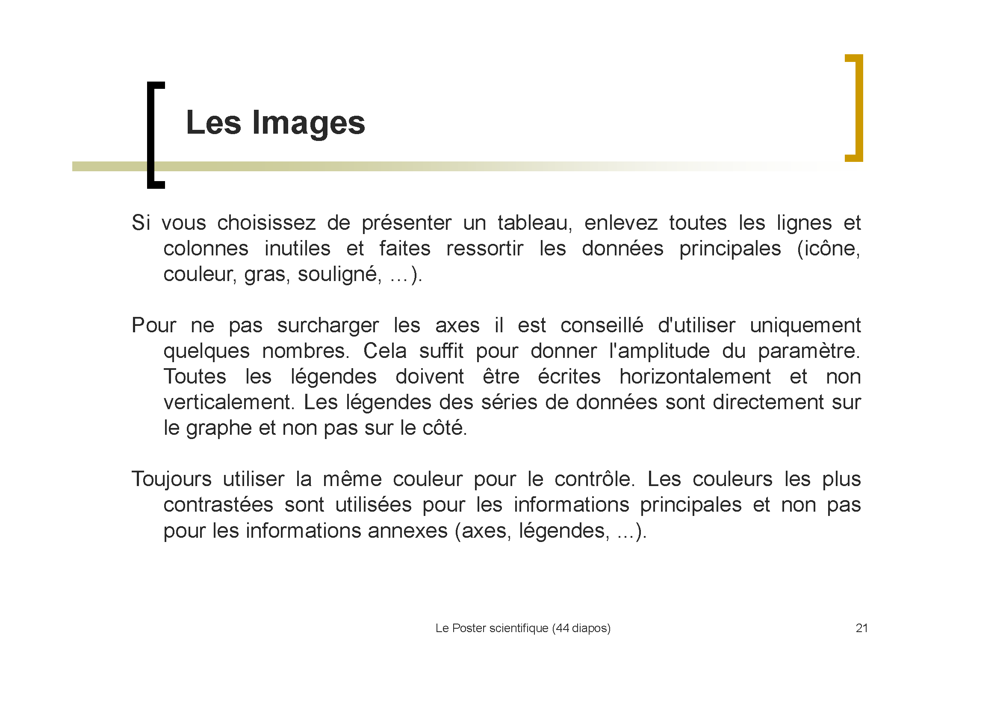 Les Images
Si vous choisissez de présenter un tableau, enlevez toutes les lignes et
colonnes inutiles et faites ressortir les données principales (icône,
couleur, gras, souligné, …).
Pour ne pas surcharger les axes il est conseillé d'utiliser uniquement
quelques nombres. Cela suffit pour donner l'amplitude du paramètre.
Toutes les légendes doivent être écrites horizontalement et non
verticalement. Les légendes des séries de données sont directement sur
le graphe et non pas sur le côté.
Toujours utiliser la même couleur pour le contrôle. Les couleurs les plus
contrastées sont utilisées pour les informations principales et non pas
pour les informations annexes (axes, légendes, ...).
Le Poster scientifique (44 diapos)
21